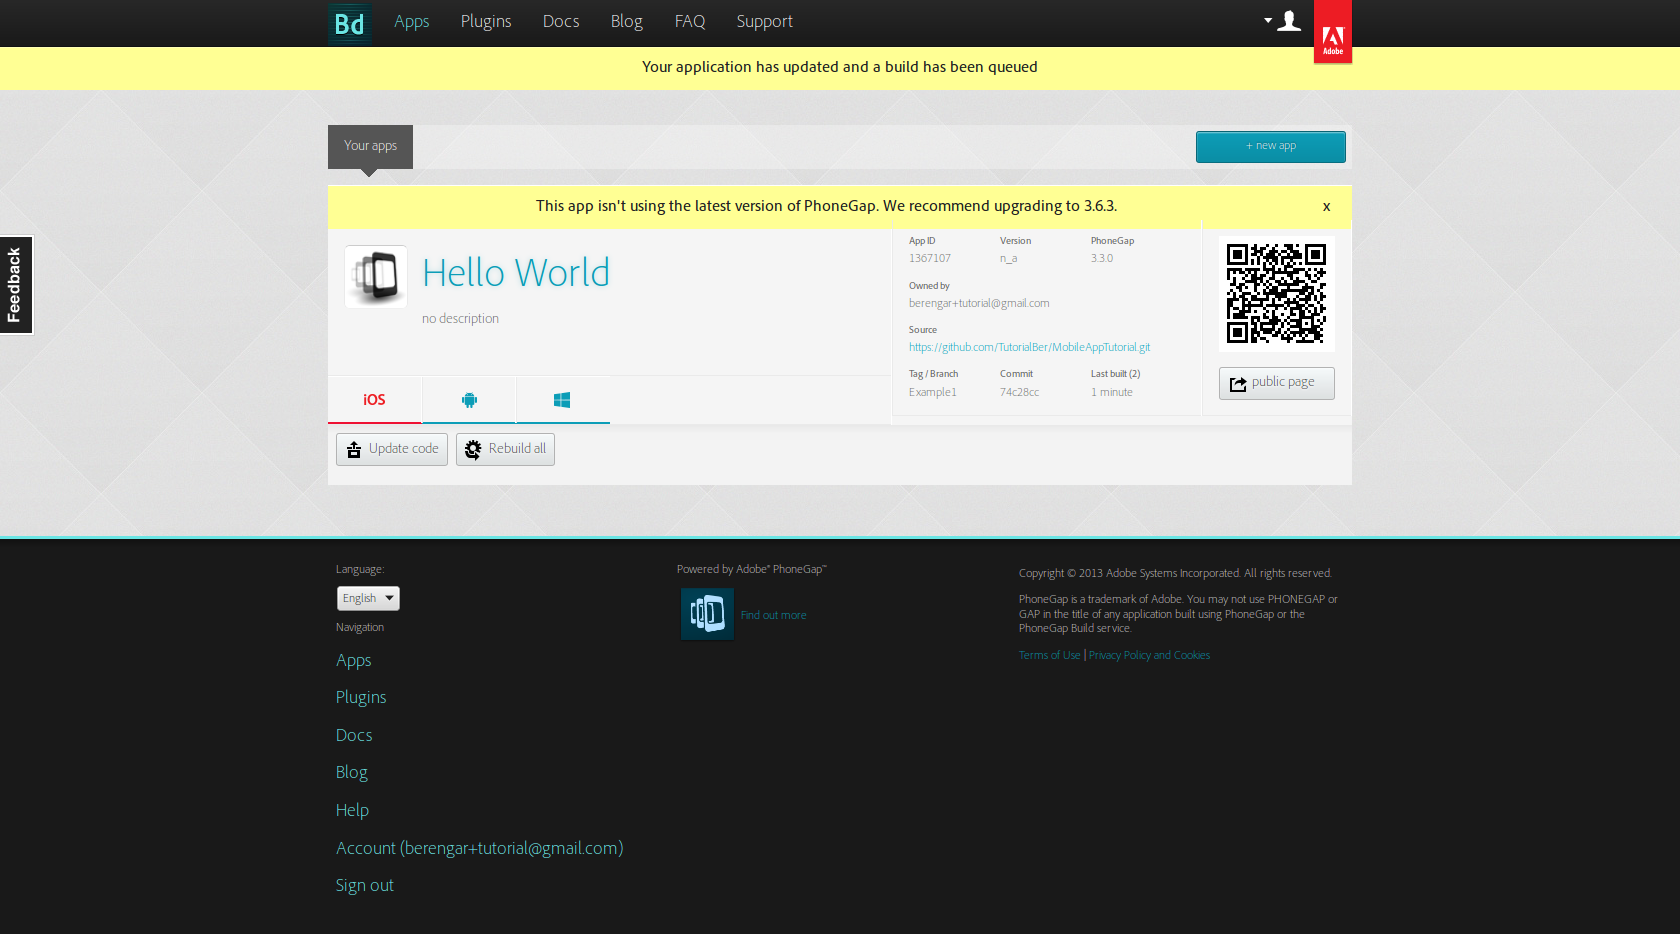 Bd Apps Plugins Docs Blog FAQ Support
Adobe
Your application has updated and a build has been queued
Your apps
+ new app
This app isn't using the latest version of PhoneGap. We recommend upgrading to 3.6.3.
x
Feedback
Hello World
no description
App ID Version PhoneGap
1367107 n_a 3.3.0
Owned by
berengar+tutorial@gmail.com
Source
https://github.com/TutorialBer/MobileAppTutorial.git
Tag / Branch Commit Last built (2)
Example1 74c28cc 1 minute
public page
iOS
Update code
Rebuild all
Language:
English
Navigation
Apps
Plugins
Docs
Blog
Help
Account (berengar+tutorial@gmail.com)
Sign out
Powered by Adobe® PhoneGap™
Find out more
Copyright © 2013 Adobe Systems Incorporated. All rights reserved.
PhoneGap is a trademark of Adobe. You may not use PHONEGAP or
GAP in the title of any application built using PhoneGap or the
PhoneGap Build service.
Terms of Use | Privacy Policy and Cookies